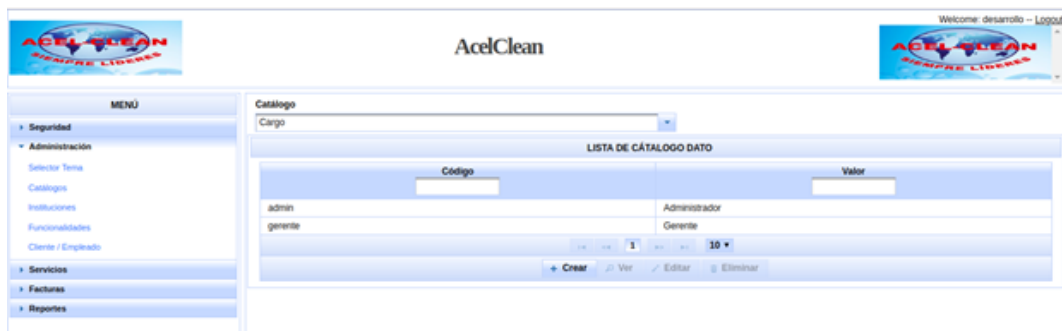 Welcome: desarrollo -- Logout
ACEL-CLEAN
SIEMPRE LIDERES
AcelClean
ACEL-CLEAN
SIEMPRE LIDERES
MENÚ
Seguridad
Administración
Selector Tema
Catálogos
Instituciones
Funcionalidades
Cliente / Empleado
Servicios
Facturas
Reportes
Catálogo
Cargo
LISTA DE CÁTALOGO DATO
Código Valor
admin Administrador
gerente Gerente
1 10
Crear Ver Editar Eliminar